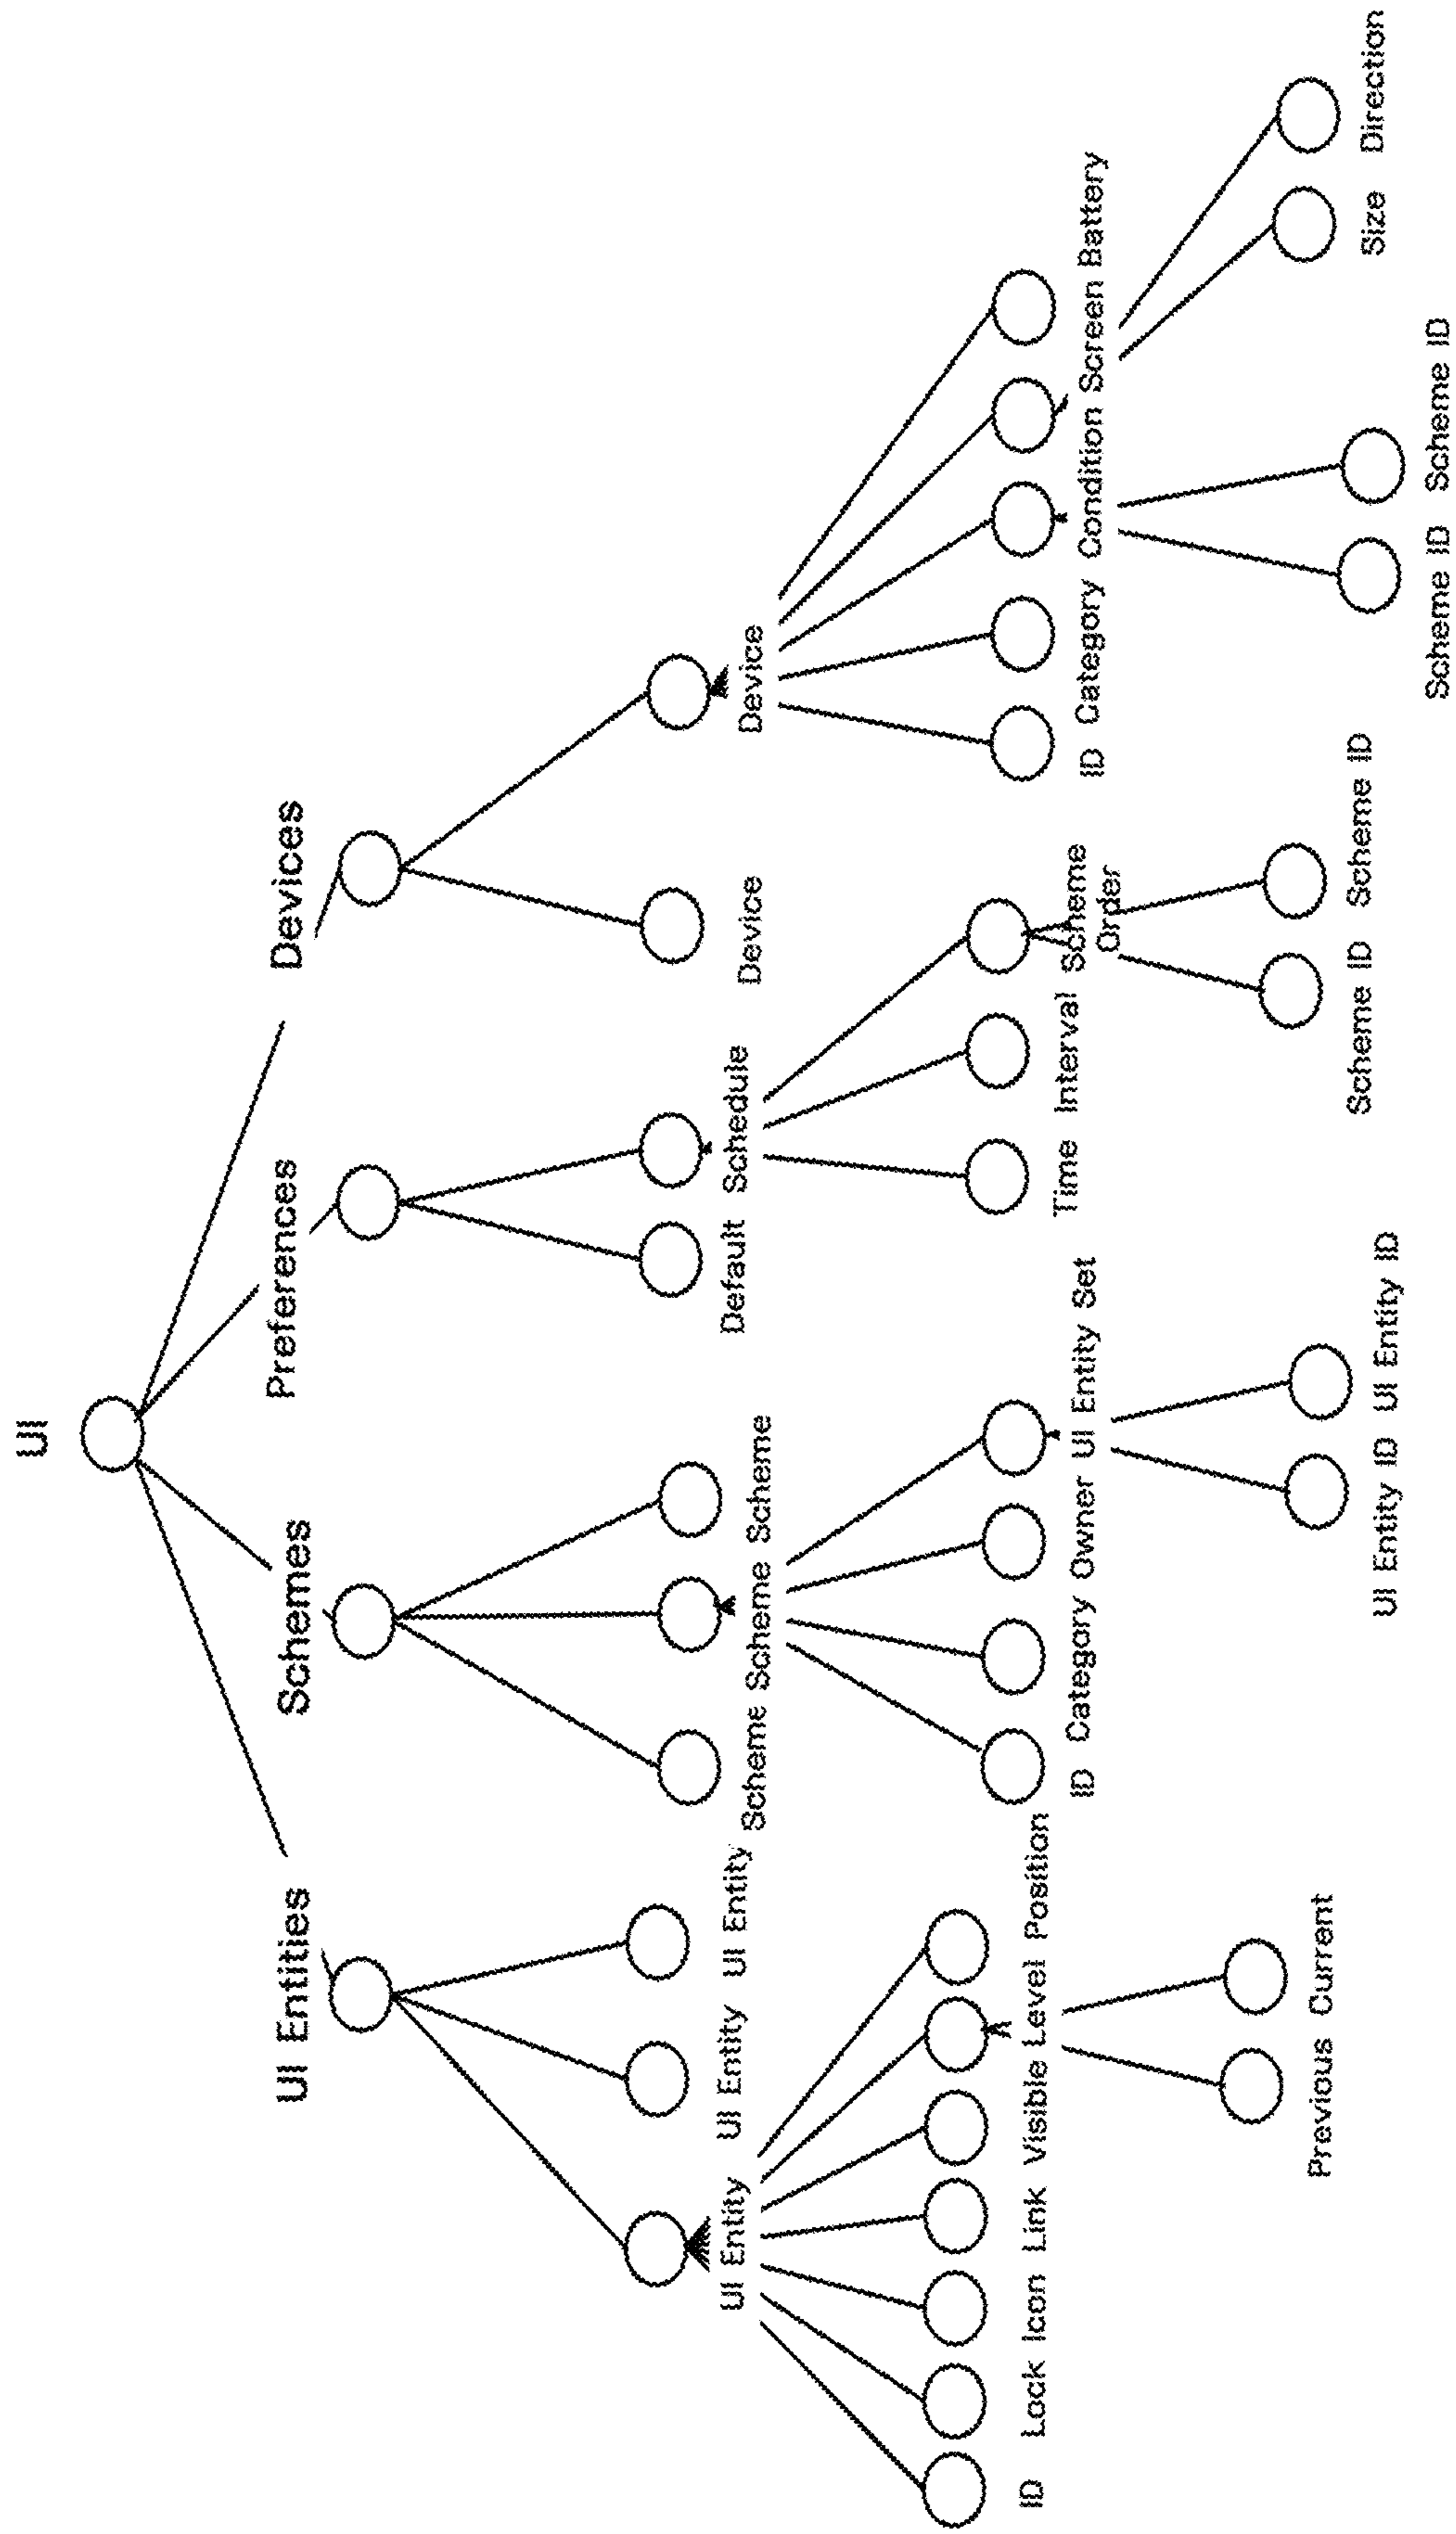 UI
UI Entities Schemes Preferences Devices
UI Entity UI Entity UI Entity Scheme Scheme Scheme Default Schedule Device Device
ID Lock Icon Link Visible Level Position ID Category Owner UI Entity Set Time Interval Scheme Order ID Category Condition Screen Battery
Previous Current UI Entity ID UI Entity ID Scheme ID Scheme ID Scheme ID Scheme ID Size Direction